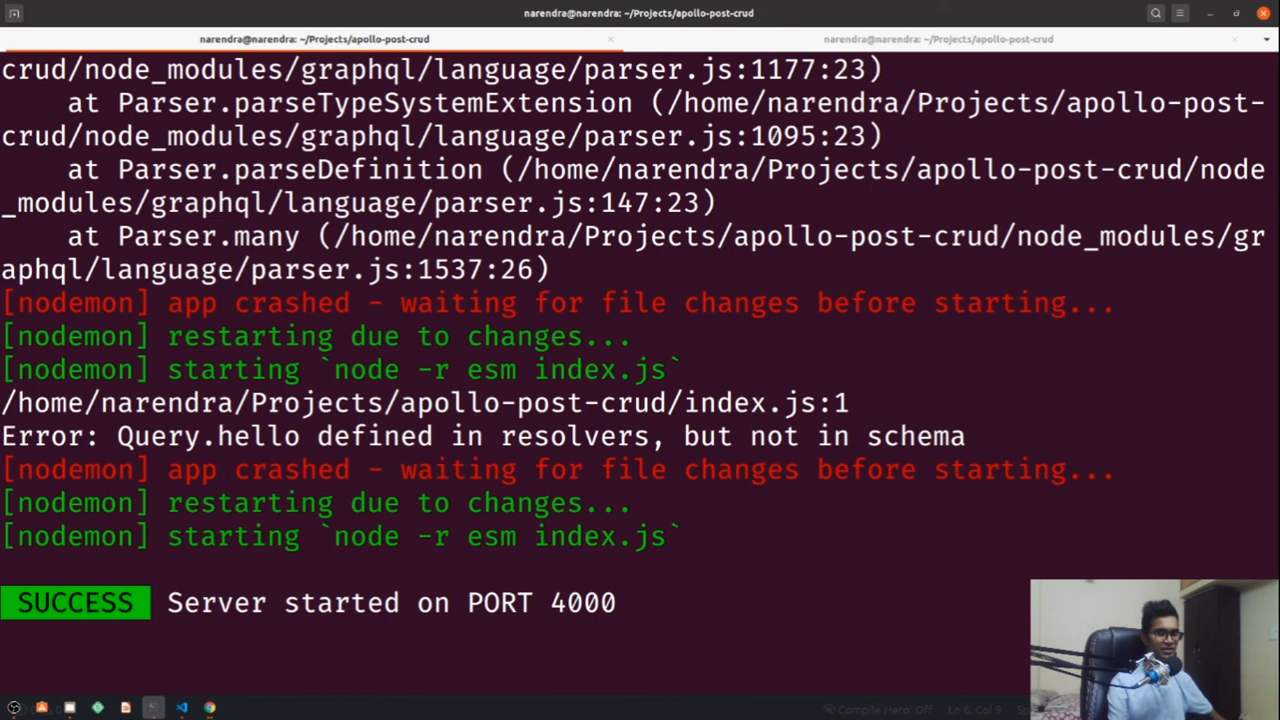 narendra@narendra: ~/Projects/apollo-post-crud
narendra@narendra: ~/Projects/apollo-post-crud
narendra@narendra: ~/Projects/apollo-post-crud
crud/node_modules/graphql/language/parser.js:1177:23)
at Parser.parseTypeSystemExtension (/home/narendra/Projects/apollo-post-
crud/node_modules/graphql/language/parser.js:1095:23)
at Parser.parseDefinition (/home/narendra/Projects/apollo-post-crud/node
_modules/graphql/language/parser.js:147:23)
at Parser.many (/home/narendra/Projects/apollo-post-crud/node_modules/gr
aphql/language/parser.js:1537:26)
[nodemon] app crashed - waiting for file changes before starting...
[nodemon] restarting due to changes...
[nodemon] starting `node -r esm index.js`
/home/narendra/Projects/apollo-post-crud/index.js:1
Error: Query.hello defined in resolvers, but not in schema
[nodemon] app crashed - waiting for file changes before starting...
[nodemon] restarting due to changes...
[nodemon] starting `node -r esm index.js`
SUCCESS Server started on PORT 4000
Compile Hero: Off Ln 6, Col 9